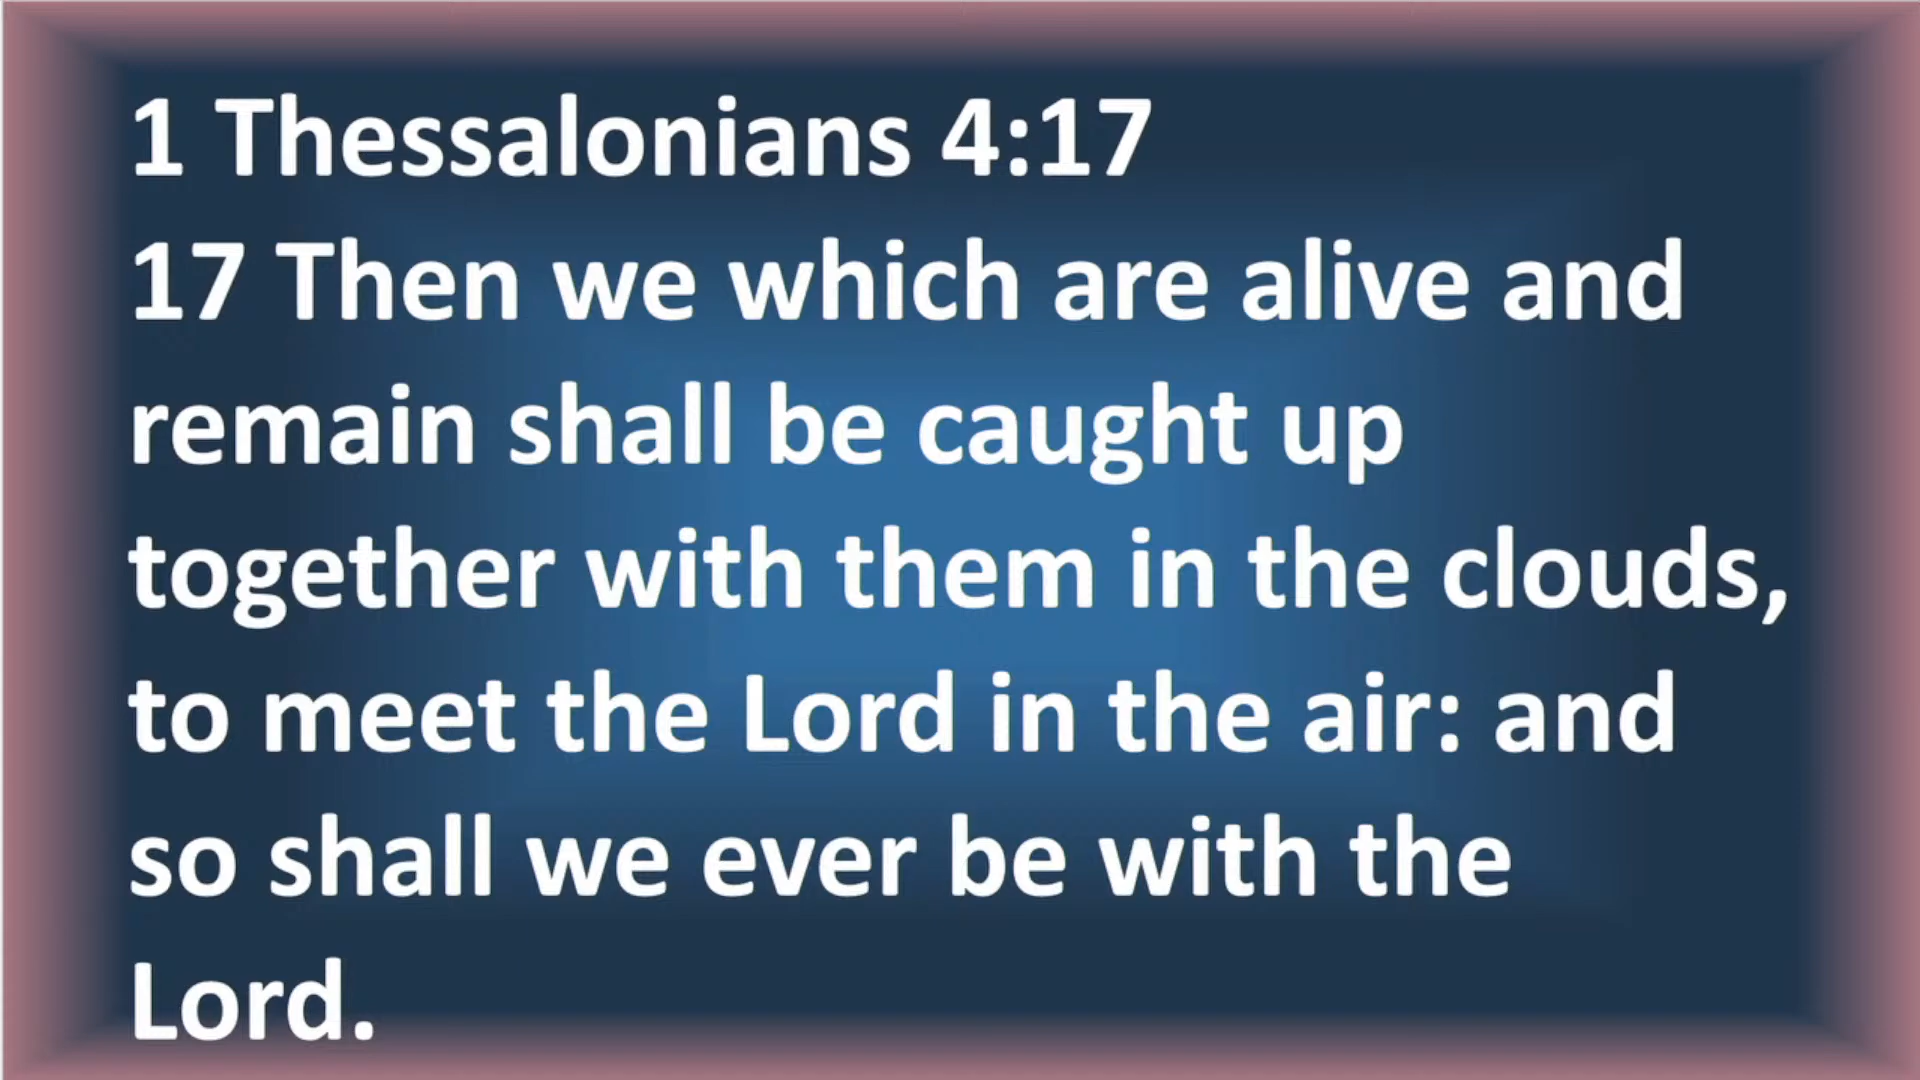 1 Thessalonians 4:17
17 Then we which are alive and
remain shall be caught up
together with them in the clouds,
to meet the Lord in the air: and
so shall we ever be with the
Lord.